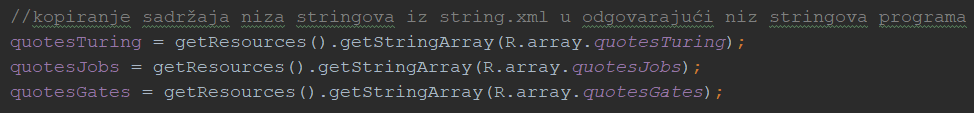 //kopiranje sadržaja niza stringova iz string.xml u odgovarajući niz stringova programa
quotesTuring = getResources().getStringArray(R.array.quotesTuring);
quotesJobs = getResources().getStringArray(R.array.quotesJobs);
quotesGates = getResources().getStringArray(R.array.quotesGates);